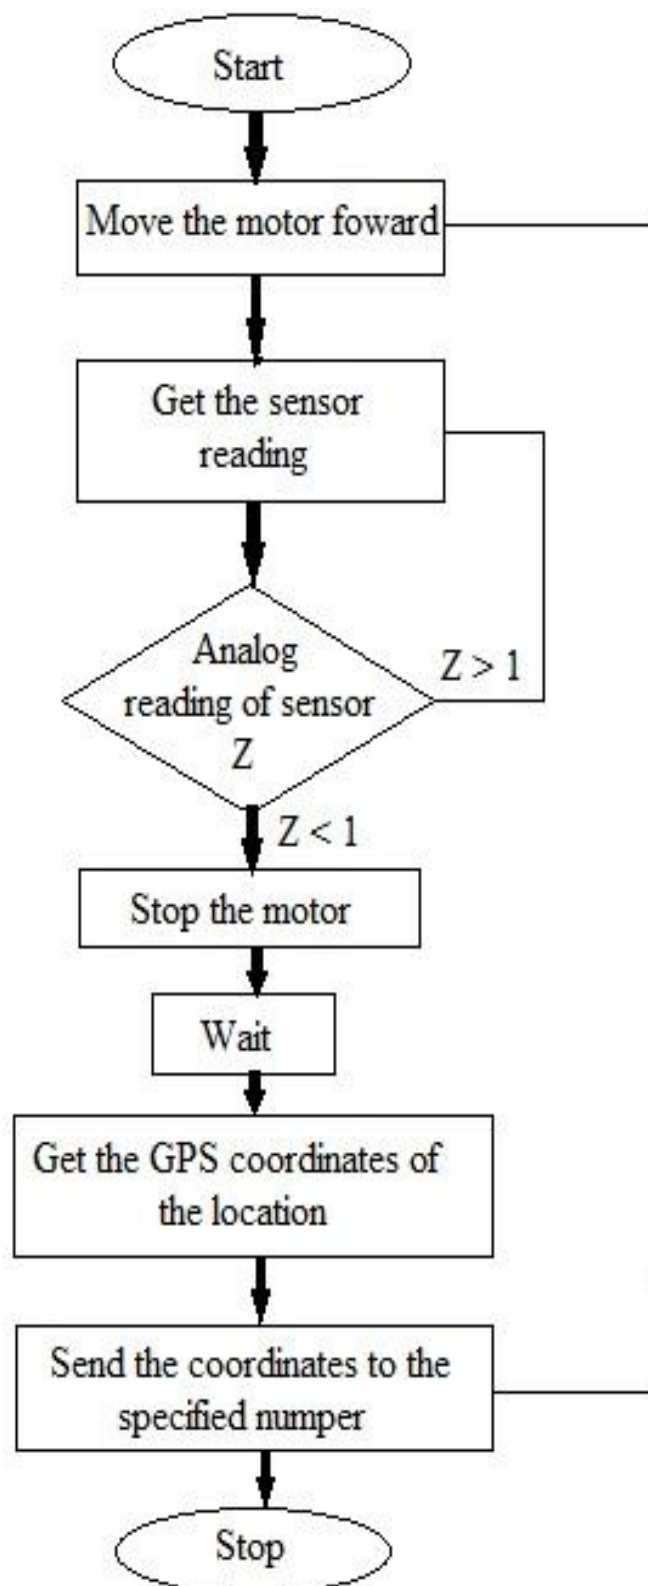 Start
Move the motor foward
Get the sensor
reading
Analog
reading of sensor
Z
Z > 1
Z < 1
Stop the motor
Wait
Get the GPS coordinates of
the location
Send the coordinates to the
specified numper
Stop